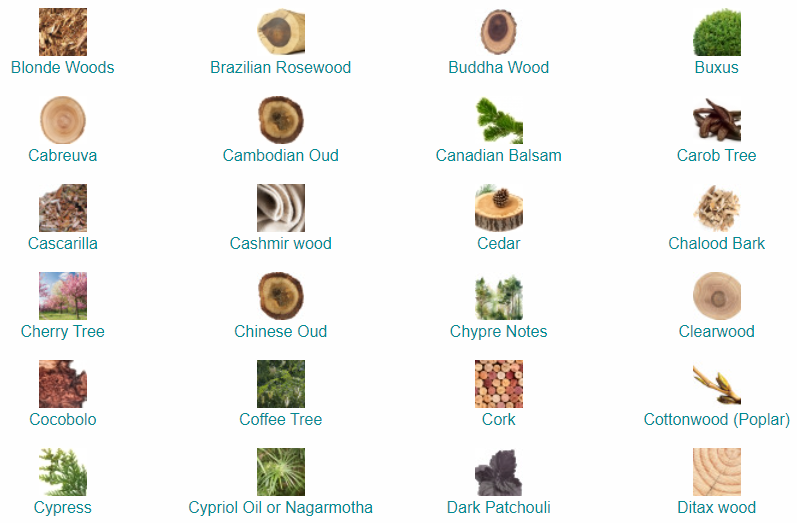 Blonde Woods
Brazilian Rosewood
Buddha Wood
Buxus
Cabreuva
Cambodian Oud
Canadian Balsam
Carob Tree
Cascarilla
Cashmir wood
Cedar
Chalood Bark
Cherry Tree
Chinese Oud
Chypre Notes
Clearwood
Cocobolo
Coffee Tree
Cork
Cottonwood (Poplar)
Cypress
Cypriol Oil or Nagarmotha
Dark Patchouli
Ditax wood